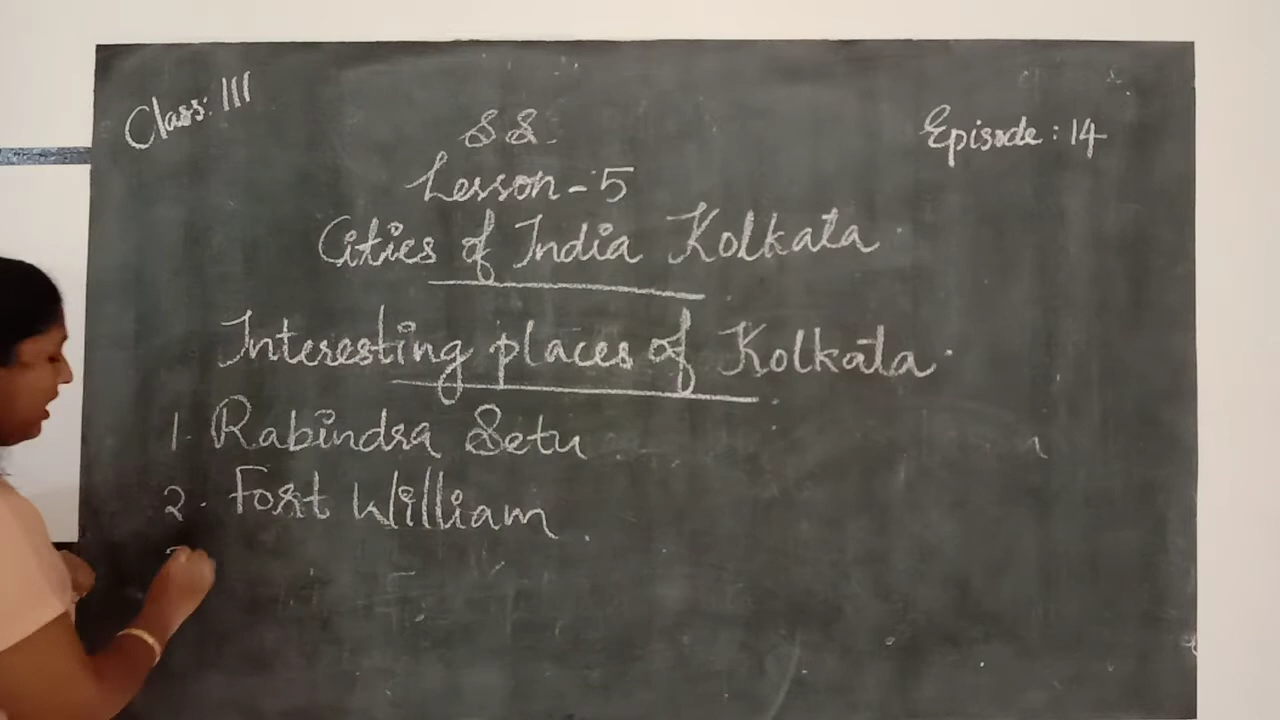 Class: III
Episode: 14
S S.
Lesson - 5
Cities of India Kolkata.
Interesting places of Kolkata.
1. Rabindra Setu
2. Fort William.